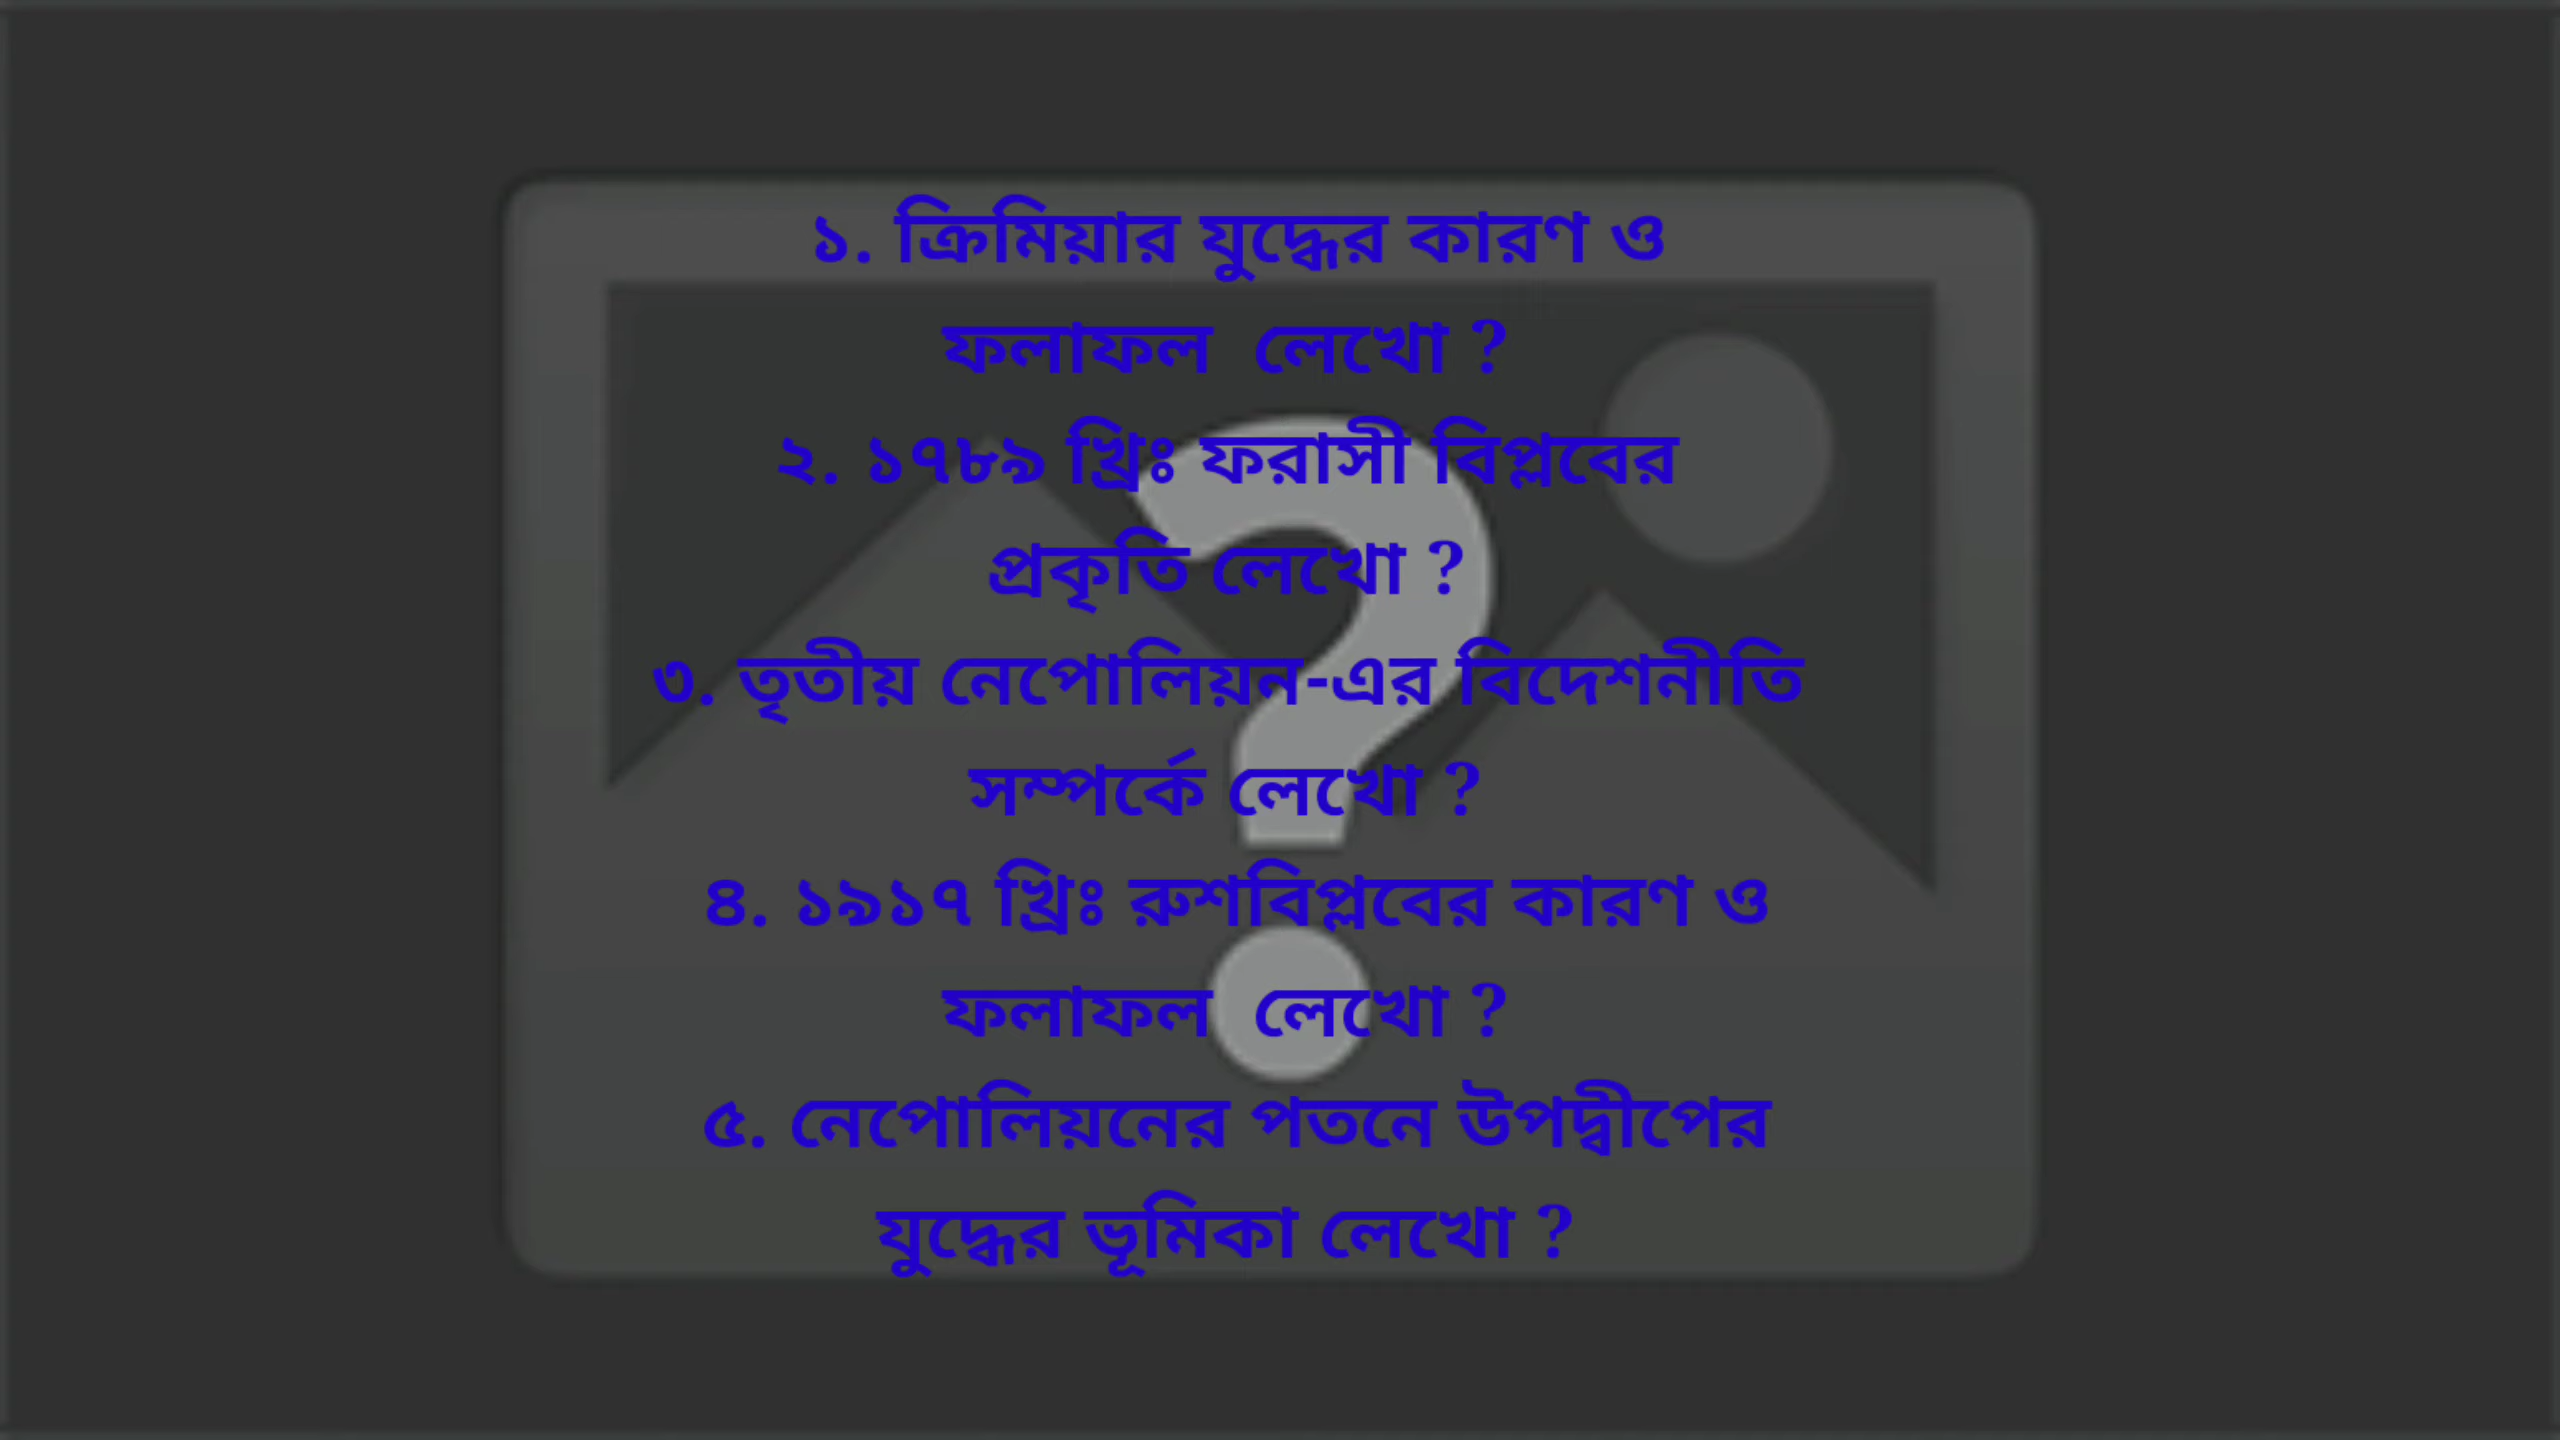 ১. ক্রিমিয়ার যুদ্ধের কারণ ও
ফলাফল লেখো ?
২. ১৭৮৯ খ্রিঃ ফরাসী বিপ্লবের
প্রকৃতি লেখো ?
৩. তৃতীয় নেপোলিয়ন-এর বিদেশনীতি
সম্পর্কে লেখো ?
৪. ১৯১৭ খ্রিঃ রুশবিপ্লবের কারণ ও
ফলাফল লেখো ?
৫. নেপোলিয়নের পতনে উপদ্বীপের
যুদ্ধের ভূমিকা লেখো ?